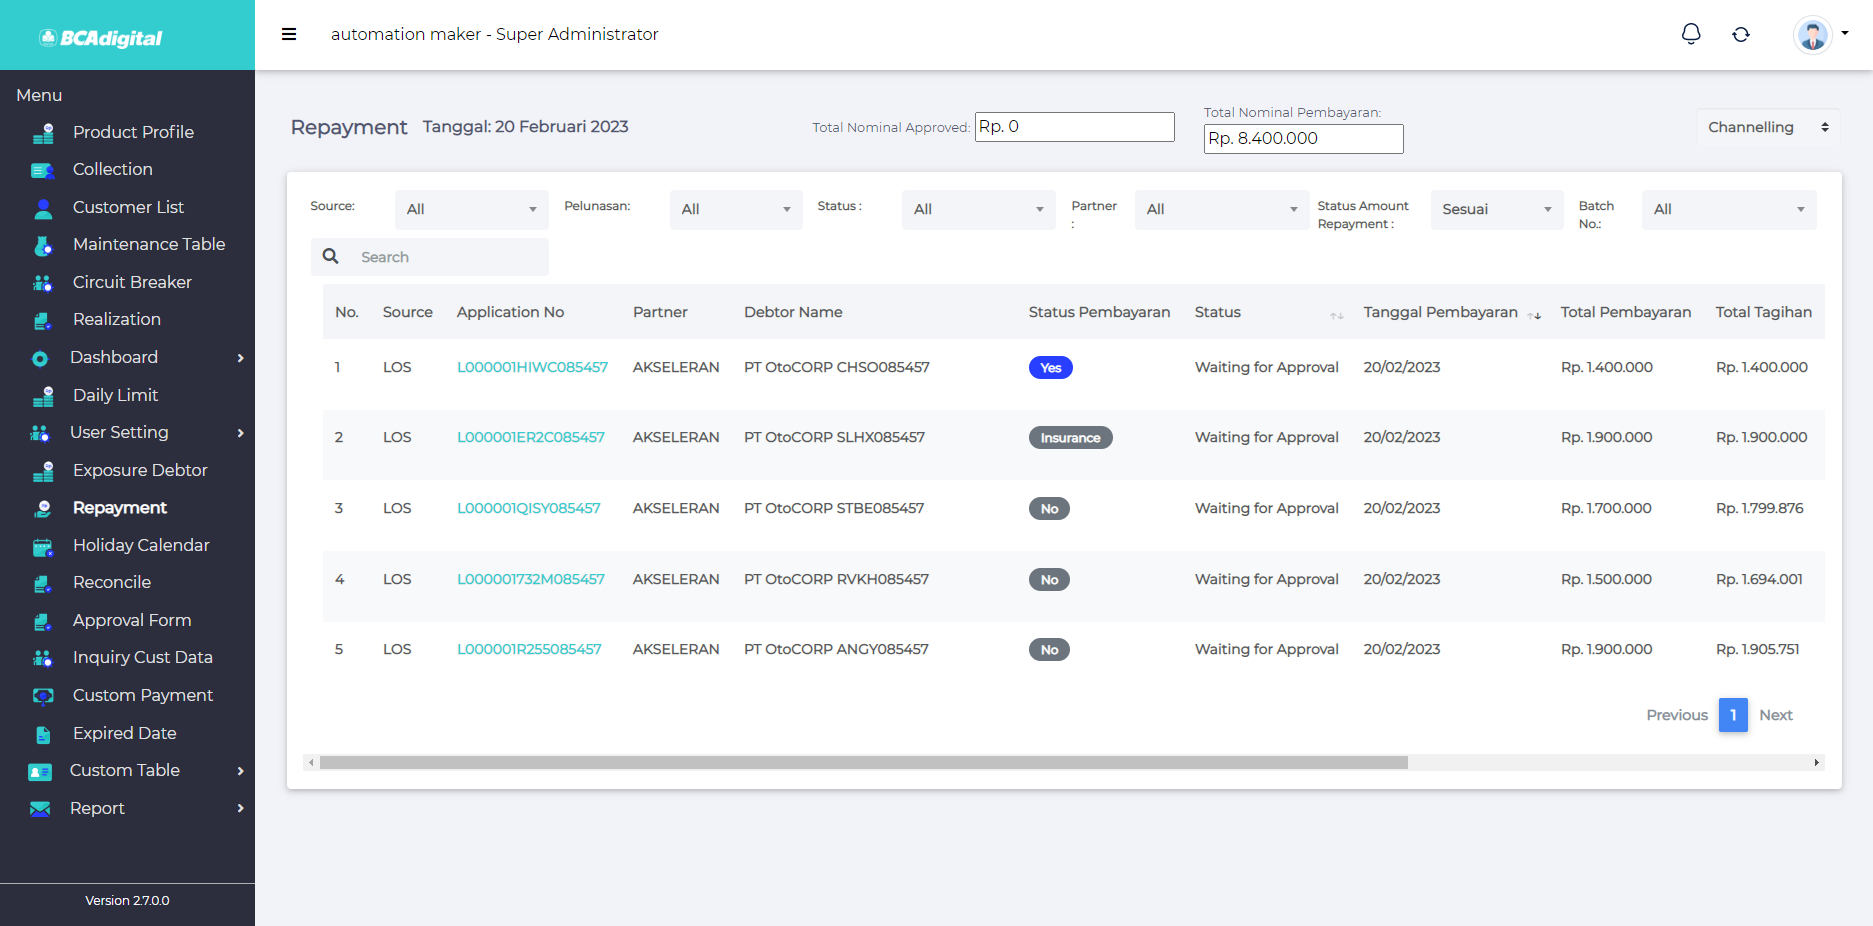 BCAdigital
automation maker - Super Administrator
Menu
Product Profile
Collection
Customer List
Maintenance Table
Circuit Breaker
Realization
Dashboard
Daily Limit
User Setting
Exposure Debtor
Repayment
Holiday Calendar
Reconcile
Approval Form
Inquiry Cust Data
Custom Payment
Expired Date
Custom Table
Report
Version 2.7.0.0
Repayment Tanggal: 20 Februari 2023
Total Nominal Approved: Rp. 0
Total Nominal Pembayaran:
Rp. 8.400.000
Channelling
Source: All Pelunasan: All Status : All Partner : All Status Amount Repayment : Sesuai Batch No.: All
Search
No. Source Application No Partner Debtor Name Status Pembayaran Status Tanggal Pembayaran Total Pembayaran Total Tagihan
1 LOS L000001HIWC085457 AKSELERAN PT OtoCORP CHSO085457 Yes Waiting for Approval 20/02/2023 Rp. 1.400.000 Rp. 1.400.000
2 LOS L000001ER2C085457 AKSELERAN PT OtoCORP SLHX085457 Insurance Waiting for Approval 20/02/2023 Rp. 1.900.000 Rp. 1.900.000
3 LOS L000001QISY085457 AKSELERAN PT OtoCORP STBE085457 No Waiting for Approval 20/02/2023 Rp. 1.700.000 Rp. 1.799.876
4 LOS L000001732M085457 AKSELERAN PT OtoCORP RVKH085457 No Waiting for Approval 20/02/2023 Rp. 1.500.000 Rp. 1.694.001
5 LOS L000001R255085457 AKSELERAN PT OtoCORP ANGY085457 No Waiting for Approval 20/02/2023 Rp. 1.900.000 Rp. 1.905.751
Previous 1 Next